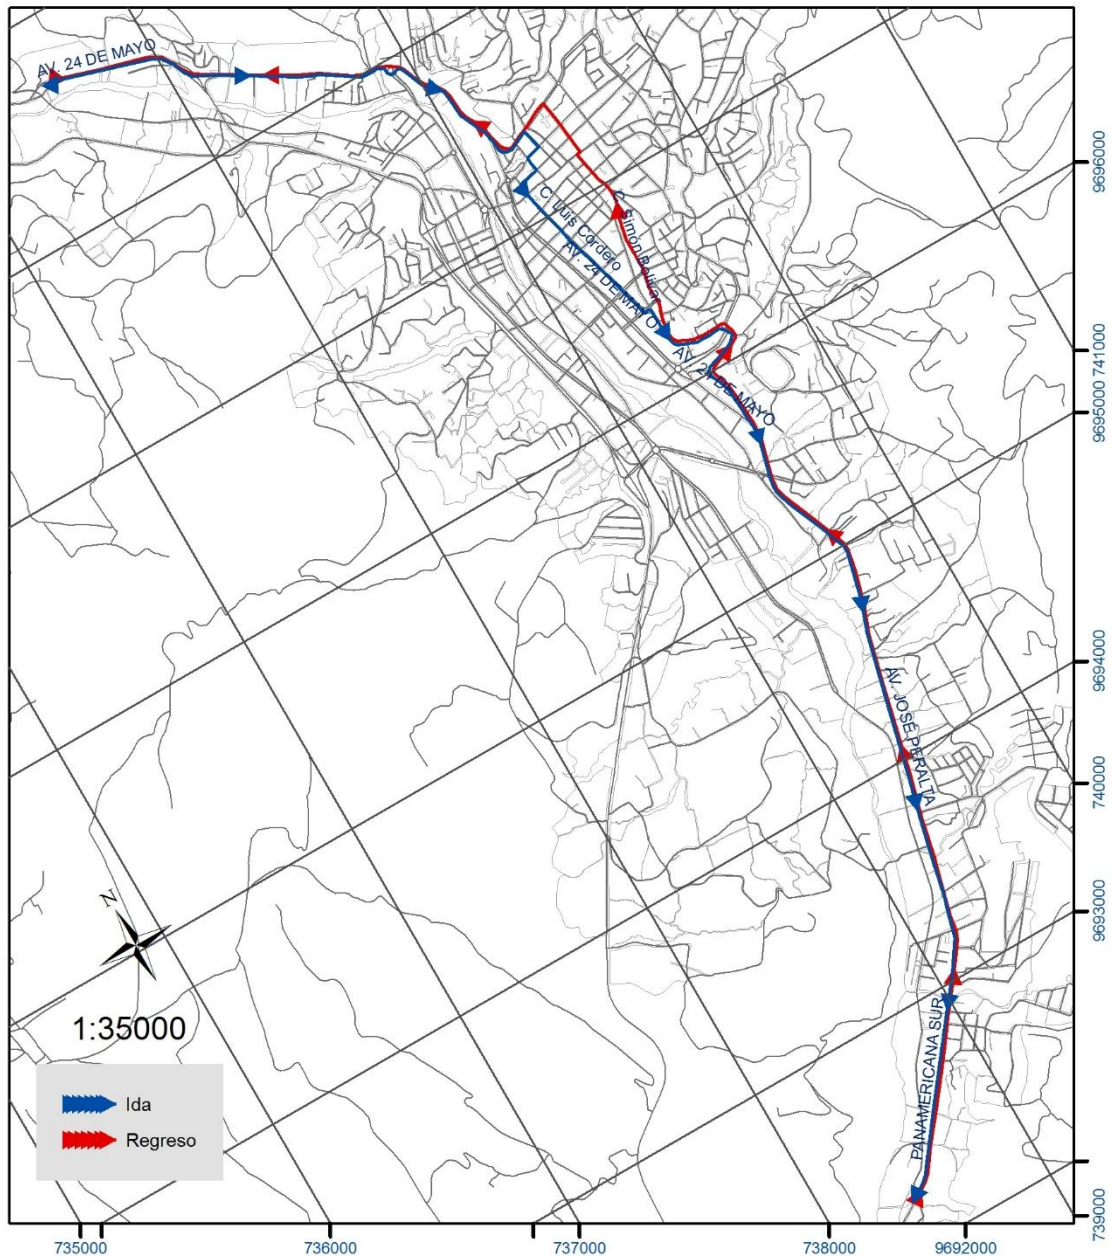 AV. 24 DE MAYO
9696000
C. Luis Cordero
C. Simon Bolivar
AV. 24 DE MAYO
741000
AV. 24 DE MAYO
9695000
9694000
AV. JOSÉ PERALTA
740000
N
9693000
PANAMERICANA SUR
1:35000
Ida
Regreso
739000
735000
736000
737000
738000
9692000